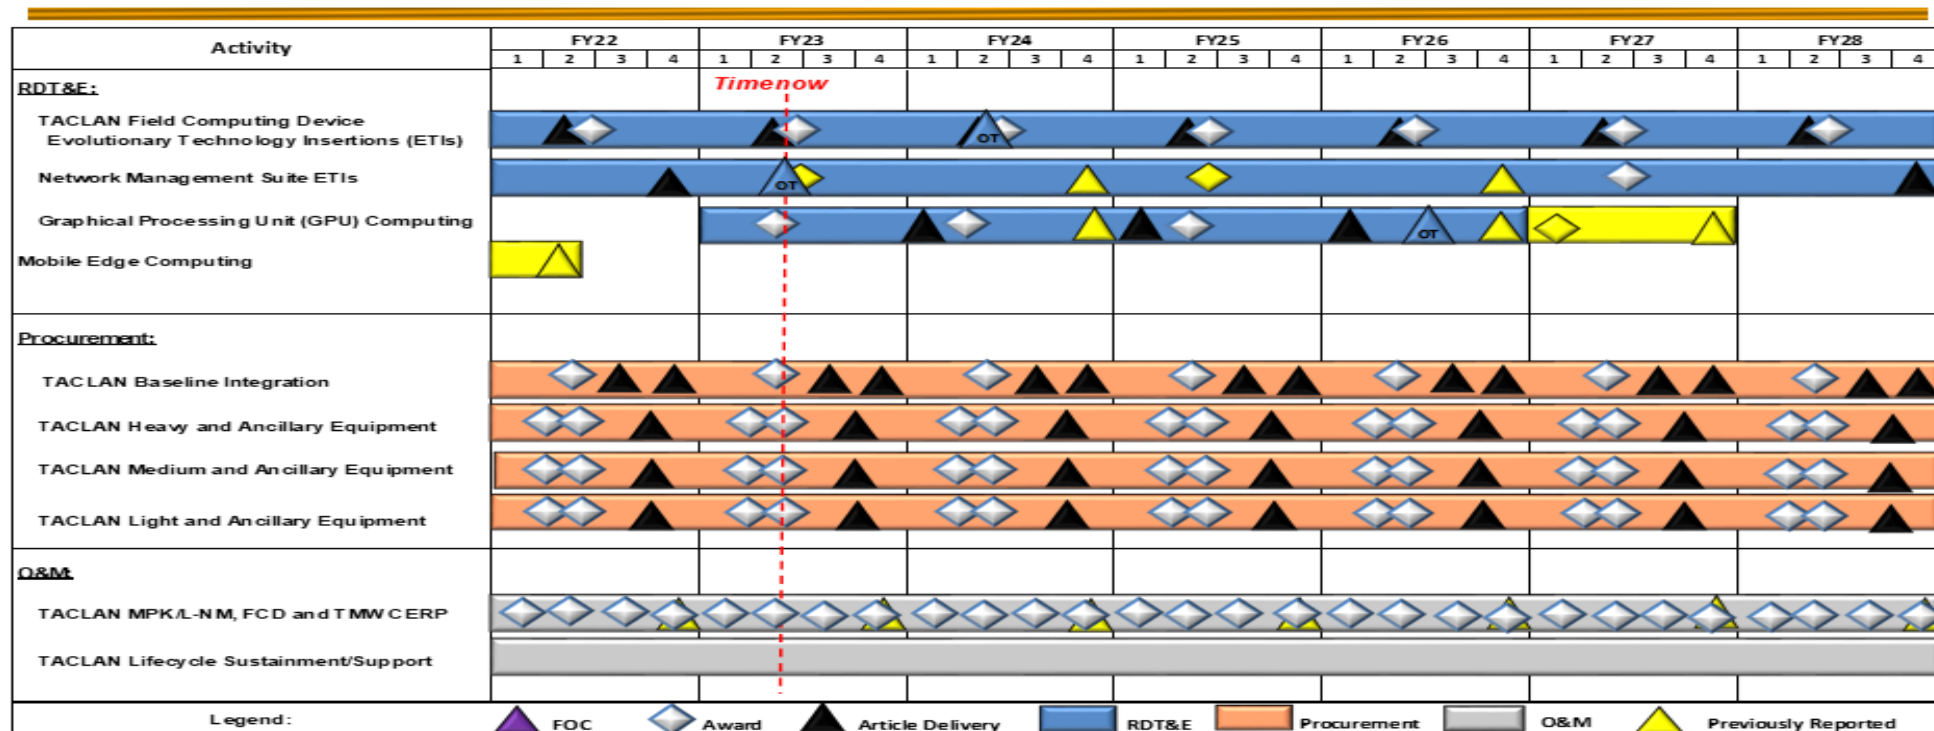 Activity FY22 FY23 FY24 FY25 FY26 FY27 FY28
1 2 3 4 1 2 3 4 1 2 3 4 1 2 3 4 1 2 3 4 1 2 3 4 1 2 3 4
RDT&E: Timenow
TACLAN Field Computing Device
Evolutionary Technology Insertions (ETIs)
OT
Network Management Suite ETIs
OT
Graphical Processing Unit (GPU) Computing
OT
Mobile Edge Computing
Procurement:
TACLAN Baseline Integration
TACLAN Heavy and Ancillary Equipment
TACLAN Medium and Ancillary Equipment
TACLAN Light and Ancillary Equipment
O&M:
TACLAN MPK/L-NM, FCD and TMW CERP
TACLAN Lifecycle Sustainment/Support
Legend: FOC Award Article Delivery RDT&E Procurement O&M Previously Reported